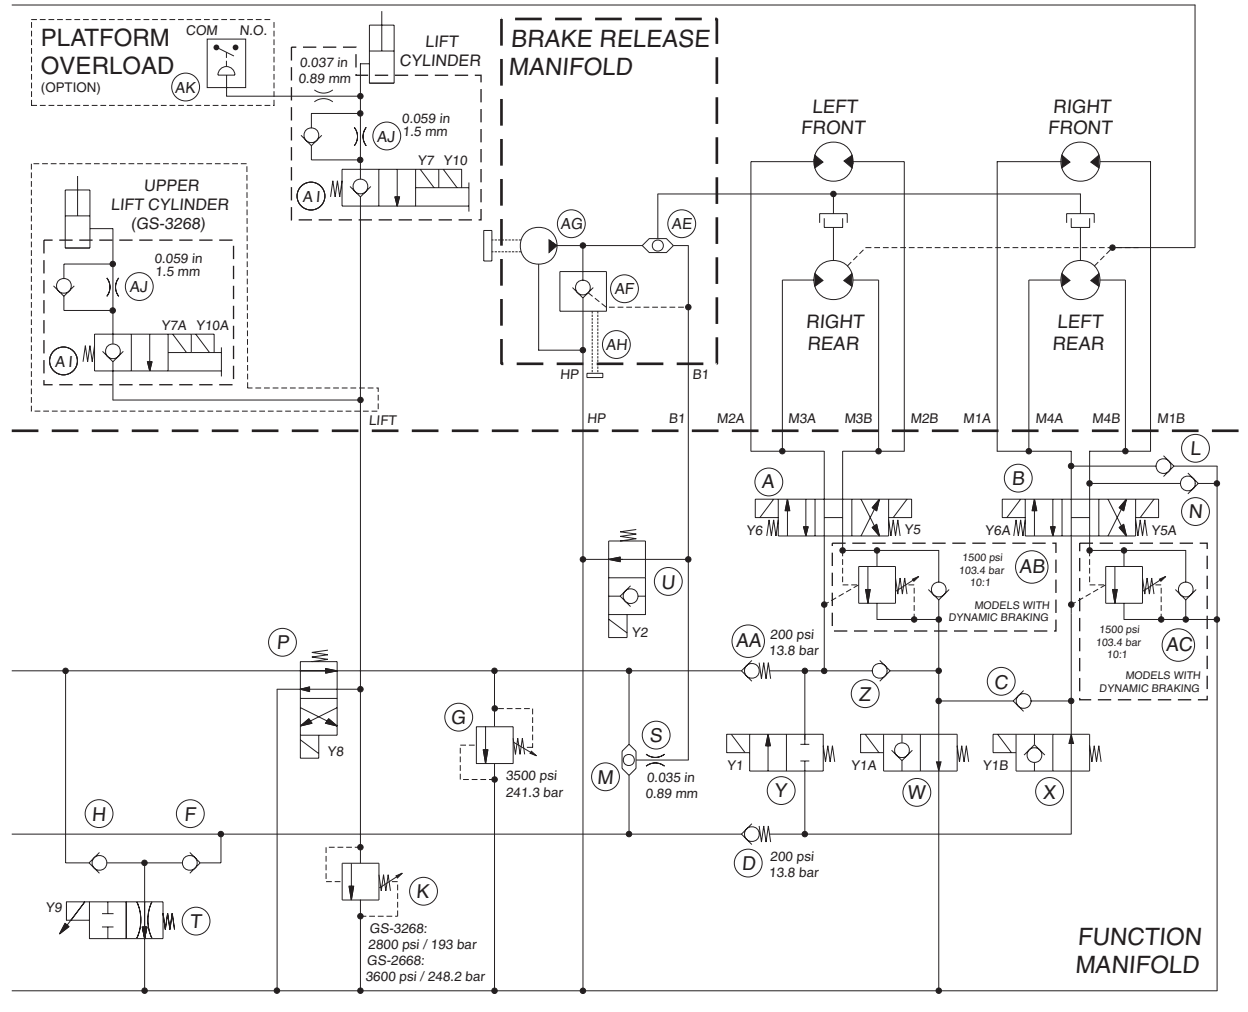 PLATFORM
OVERLOAD
(OPTION)
COM N.O.
AK
0.037 in
0.89 mm
LIFT
CYLINDER
AJ
0.059 in
1.5 mm
Y7 Y10
AI
UPPER
LIFT CYLINDER
(GS-3268)
0.059 in
1.5 mm
AJ
Y7A Y10A
AI
LIFT
BRAKE RELEASE
MANIFOLD
AG
AE
AF
AH
HP
B1
HP
B1
LEFT
FRONT
RIGHT
FRONT
RIGHT
REAR
LEFT
REAR
M2A
M3A
M3B
M2B
M1A
M4A
M4B
M1B
L
N
A
B
Y6
Y5
Y6A
Y5A
1500 psi
103.4 bar
10:1
AB
MODELS WITH
DYNAMIC BRAKING
1500 psi
103.4 bar
10:1
AC
MODELS WITH
DYNAMIC BRAKING
U
Y2
P
Y8
AA
200 psi
13.8 bar
Z
C
G
3500 psi
241.3 bar
S
M
0.035 in
0.89 mm
Y1
Y
Y1A
W
Y1B
X
H
F
D
200 psi
13.8 bar
Y9
T
K
GS-3268:
2800 psi / 193 bar
GS-2668:
3600 psi / 248.2 bar
FUNCTION
MANIFOLD